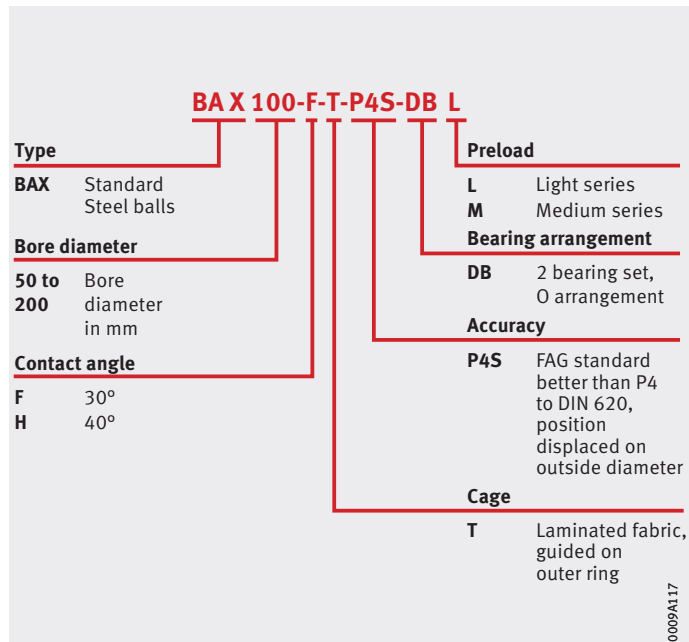 BA X 100-F-T-P4S-DB L
Type
BAX Standard
Steel balls
Bore diameter
50 to Bore
200 diameter
in mm
Contact angle
F 30°
H 40°
Preload
L Light series
M Medium series
Bearing arrangement
DB 2 bearing set,
O arrangement
Accuracy
P4S FAG standard
better than P4
to DIN 620,
position
displaced on
outside diameter
Cage
T Laminated fabric,
guided on
outer ring
0009A117